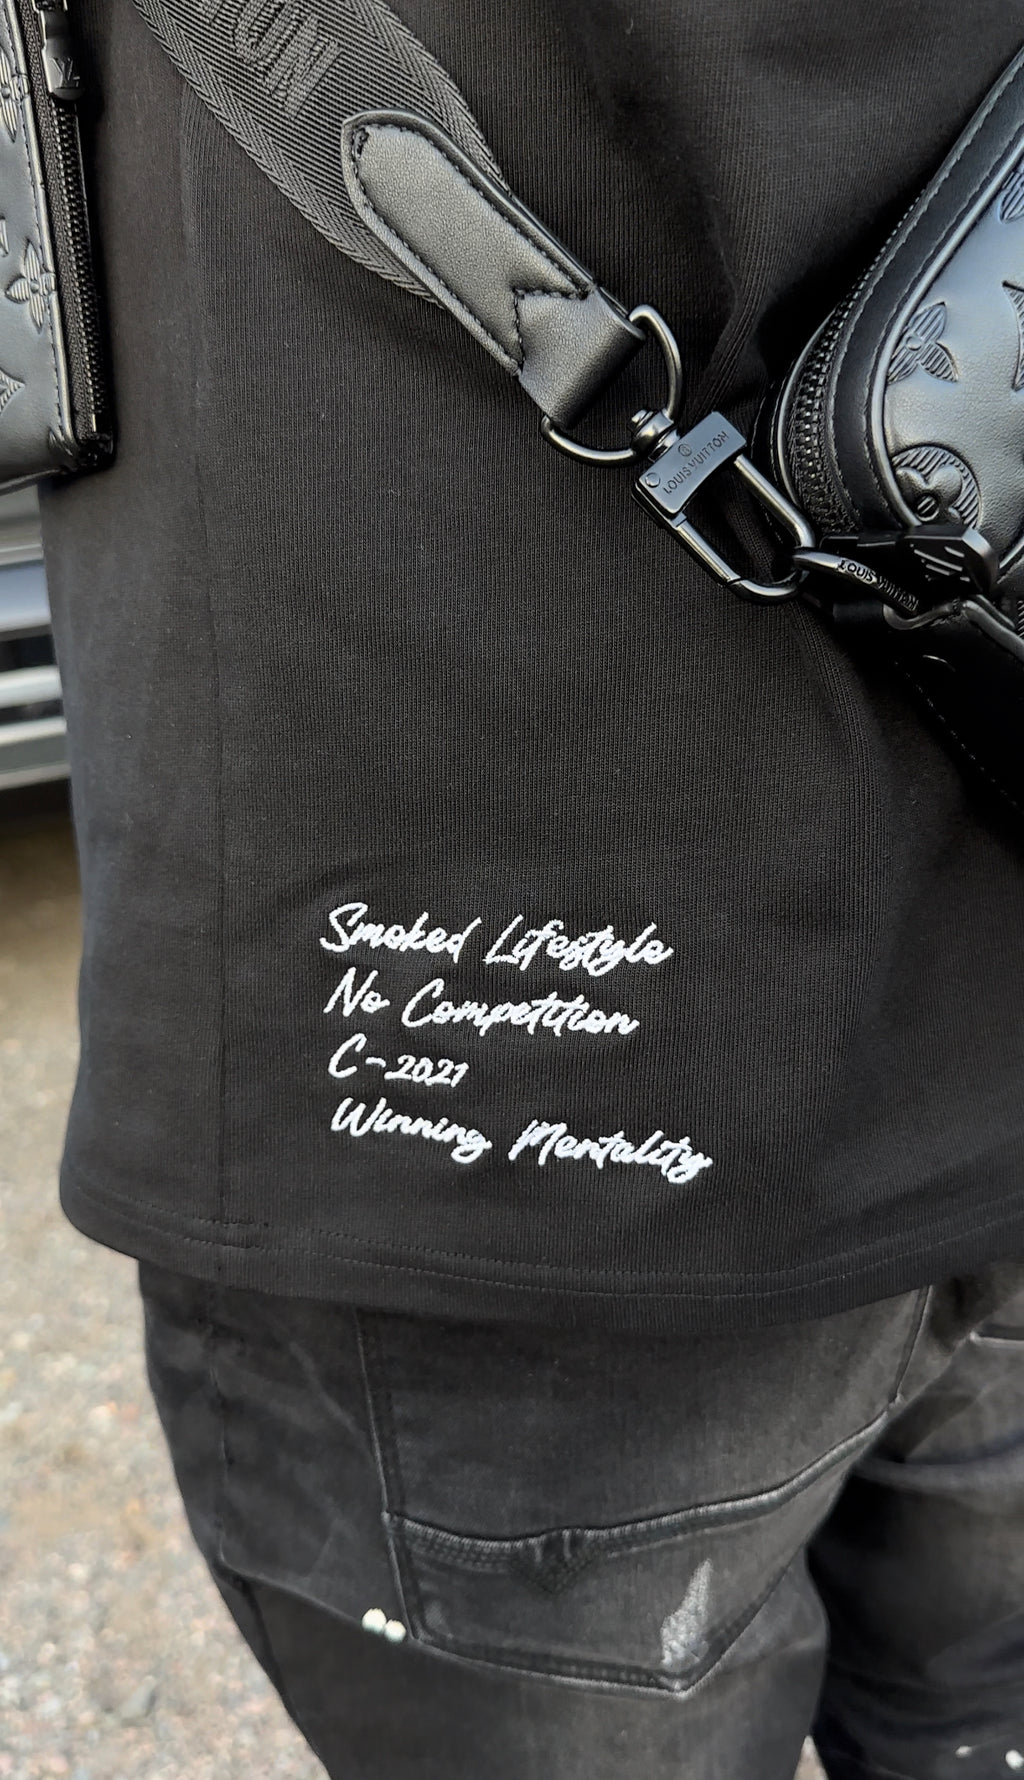 LOUIS VUITTON
LOUIS VUITTON
Smoked Lifestyle
No Competition
C-2021
Winning Mentality